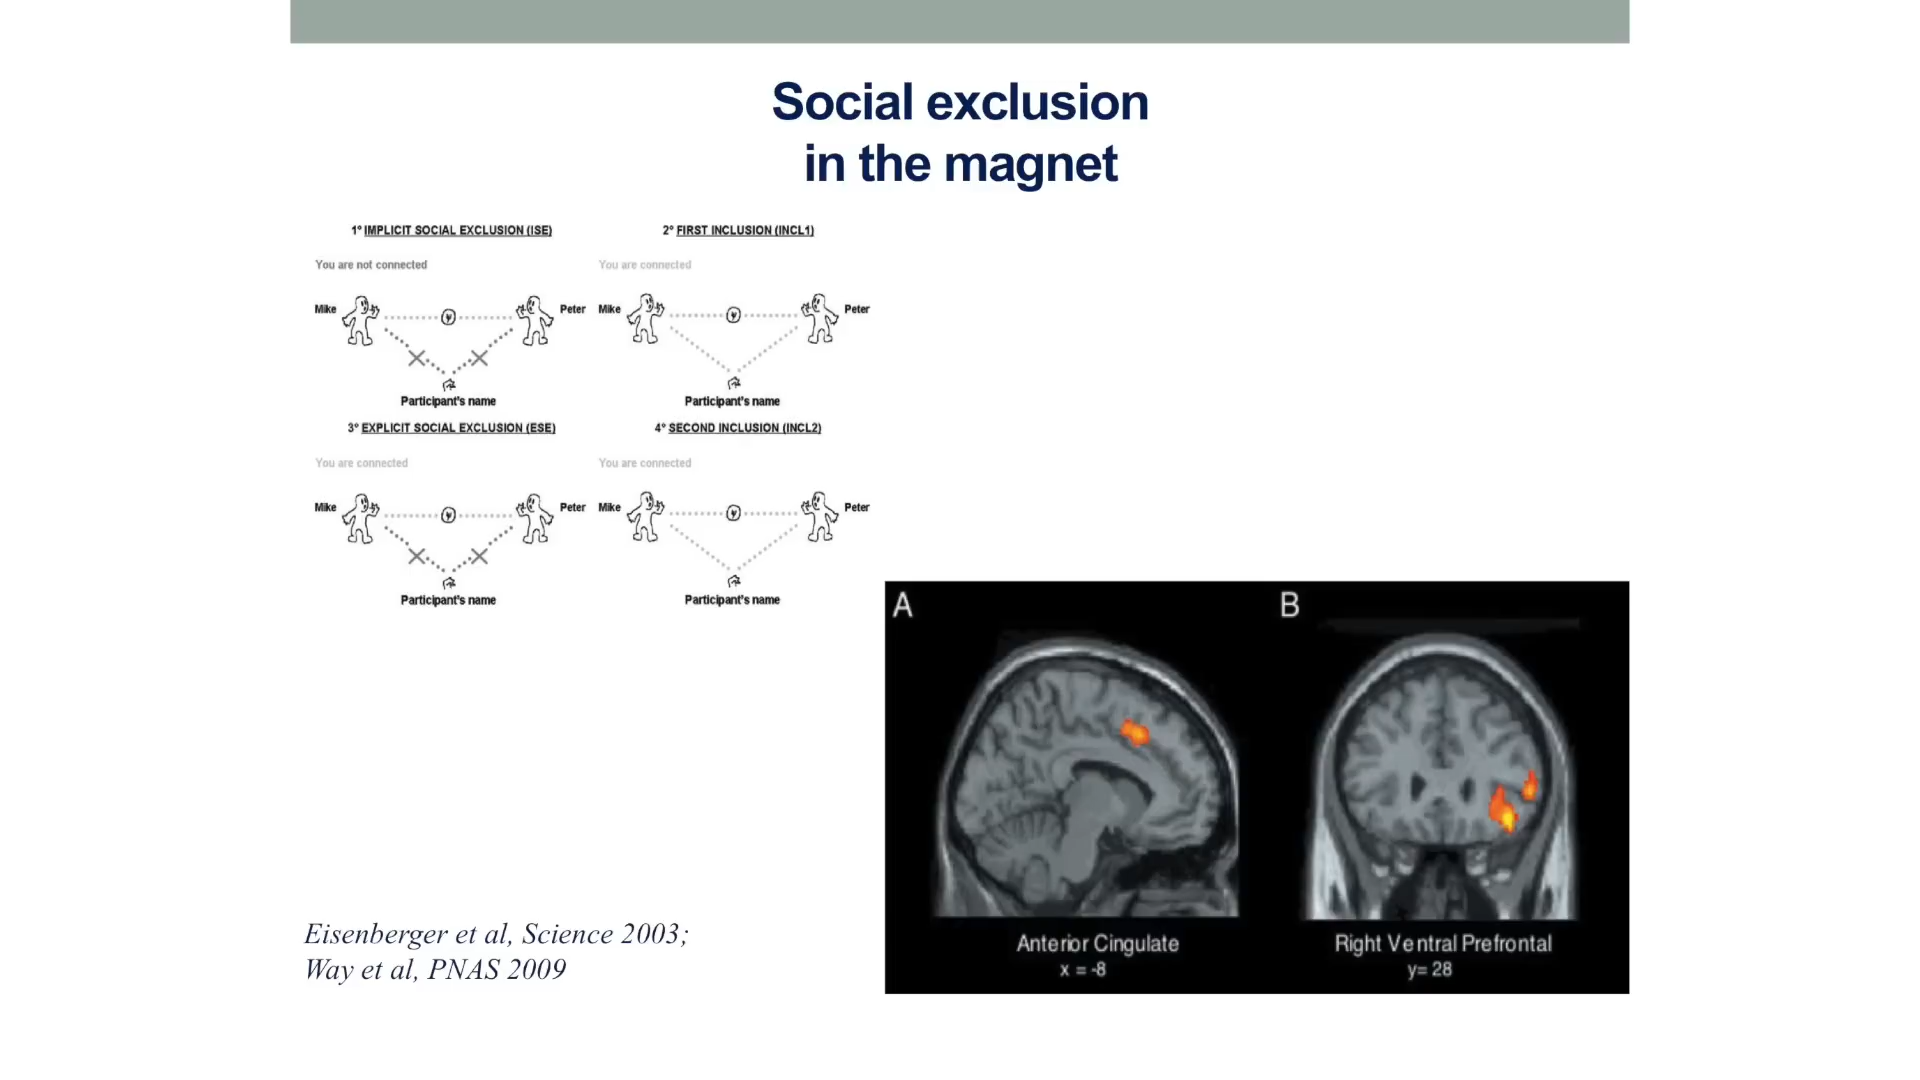 Social exclusion
in the magnet
1° IMPLICIT SOCIAL EXCLUSION (ISE)
You are not connected
Mike
Peter
Participant's name
2° FIRST INCLUSION (INCL1)
You are connected
Mike
Peter
Participant's name
3° EXPLICIT SOCIAL EXCLUSION (ESE)
You are connected
Mike
Peter
Participant's name
4° SECOND INCLUSION (INCL2)
You are connected
Mike
Peter
Participant's name
A
Anterior Cingulate
x = -8
B
Right Ventral Prefrontal
y= 28
Eisenberger et al, Science 2003;
Way et al, PNAS 2009